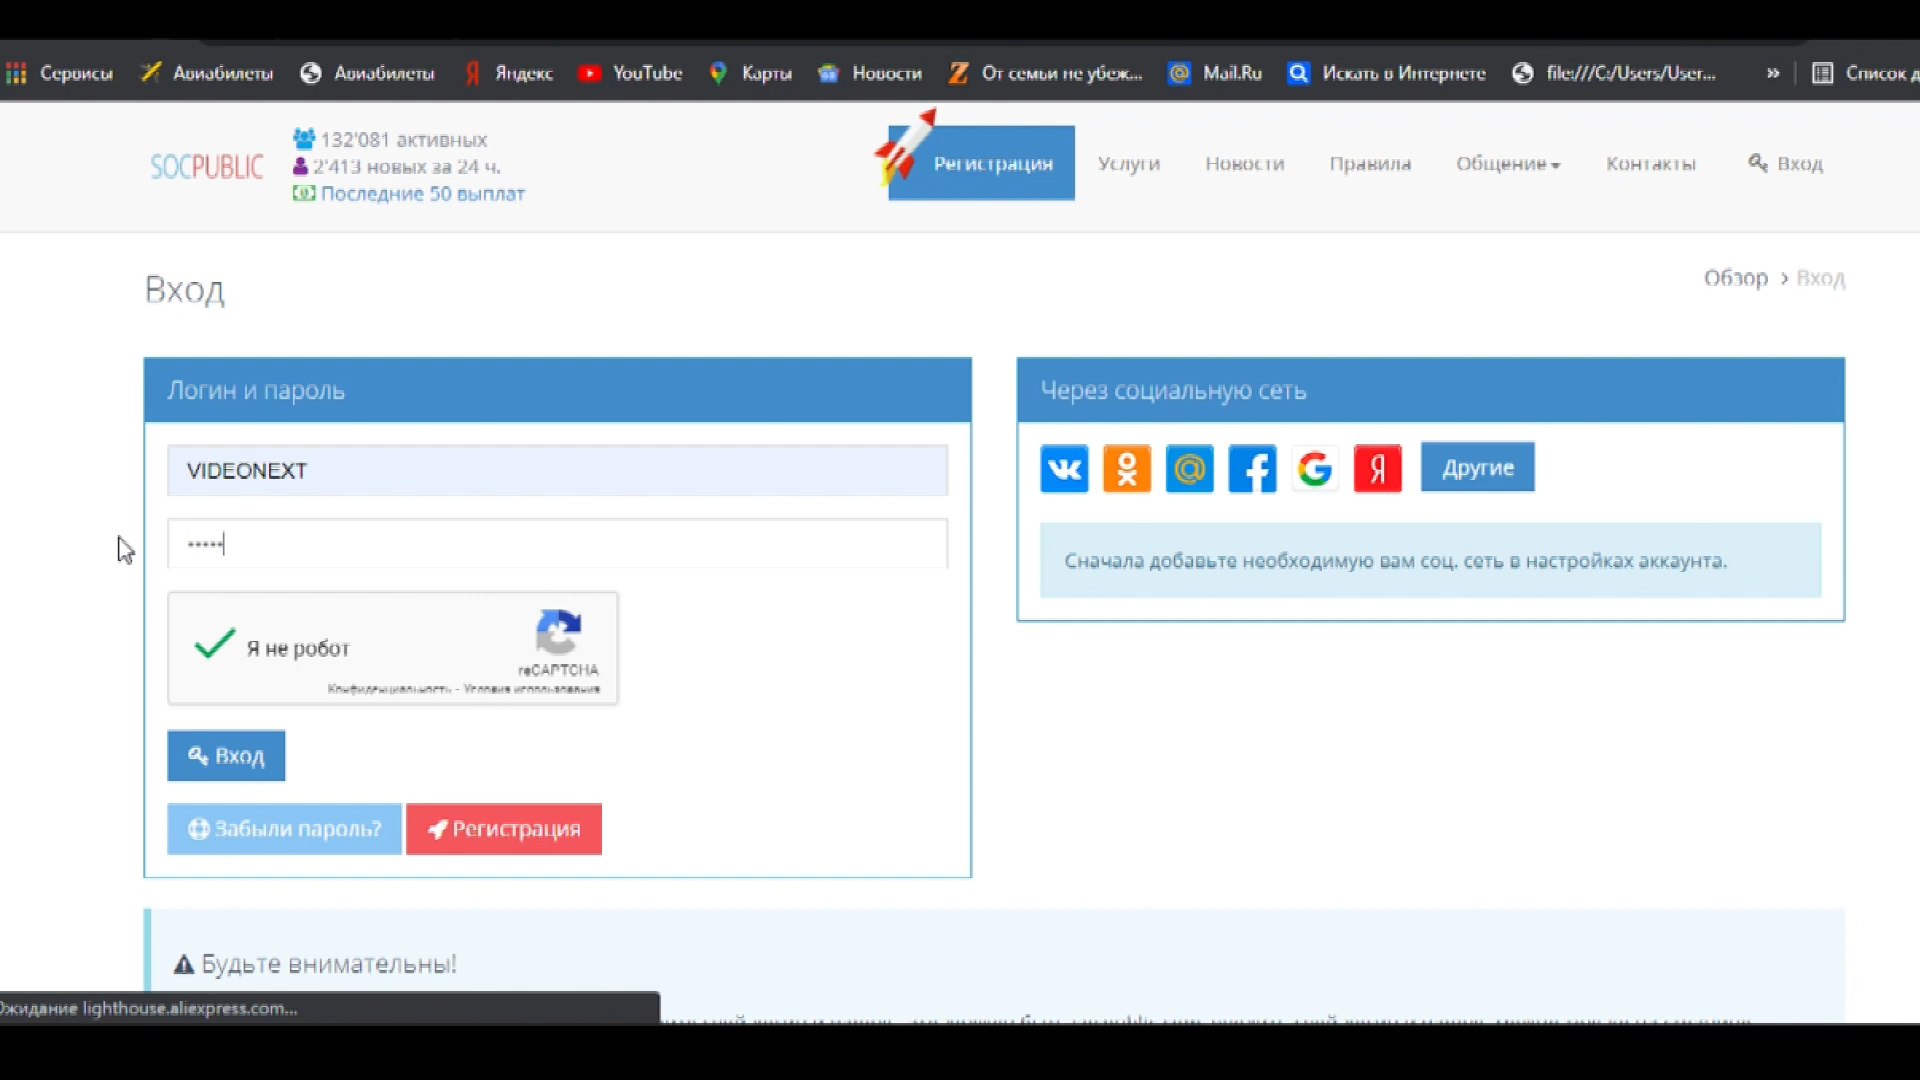 Сервисы Авиабилеты Авиабилеты Яндекс YouTube Карты Новости От семьи не убеж... Mail.Ru Искать в Интернете file:///C:/Users/User... » Список д
SOCPUBLIC
132'081 активных
2'413 новых за 24 ч.
Последние 50 выплат
Регистрация Услуги Новости Правила Общение Контакты Вход
Вход
Обзор › Вход
Логин и пароль
VIDEONEXT
•••••
Я не робот
reCAPTCHA
Конфиденциальность - Условия использования
Вход
Забыли пароль? Регистрация
Через социальную сеть
Другие
Сначала добавьте необходимую вам соц. сеть в настройках аккаунта.
Будьте внимательны!
Ожидание lighthouse.aliexpress.com...